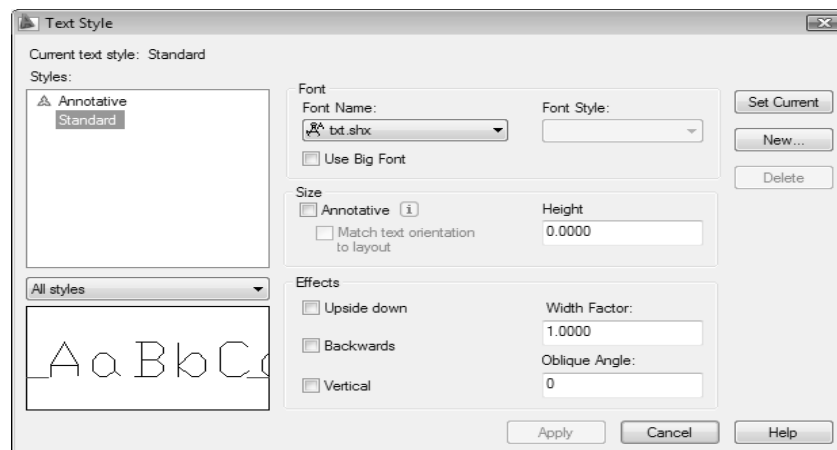 Text Style
Current text style:  Standard
Styles:
Annotative
Standard
All styles
AaBbCc
Font
Font Name:
Font Style:
txt.shx
Use Big Font
Size
Annotative
Height
Match text orientation
to layout
0.0000
Effects
Upside down
Width Factor:
1.0000
Backwards
Oblique Angle:
Vertical
0
Set Current
New...
Delete
Apply
Cancel
Help